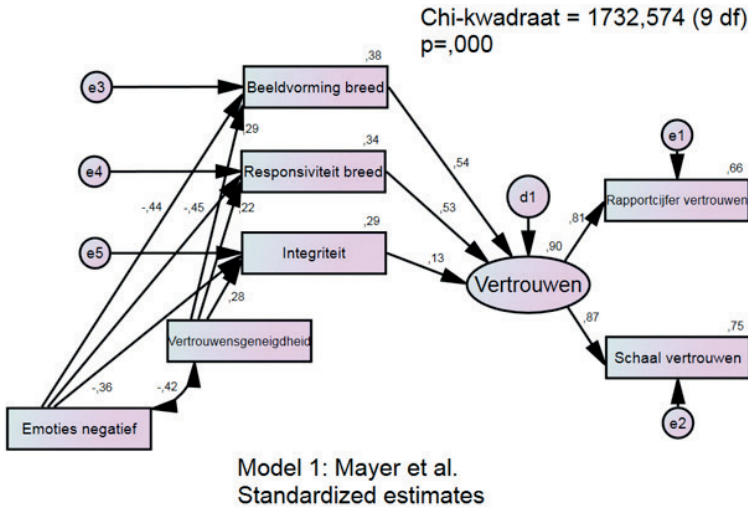 Chi-kwadraat = 1732,574 (9 df)
p=,000
,38
e3
Beeldvorming breed
e1
,29
,34
,54
,66
e4
Responsiviteit breed
d1
Rapportcijfer vertrouwen
-,44
-,45
,22
,53
,81
,29
,90
e5
Integriteit
,13
Vertrouwen
,28
,87
,75
Vertrouwensgeneigdheid
Schaal vertrouwen
-,36
-,42
e2
Emoties negatief
Model 1: Mayer et al.
Standardized estimates